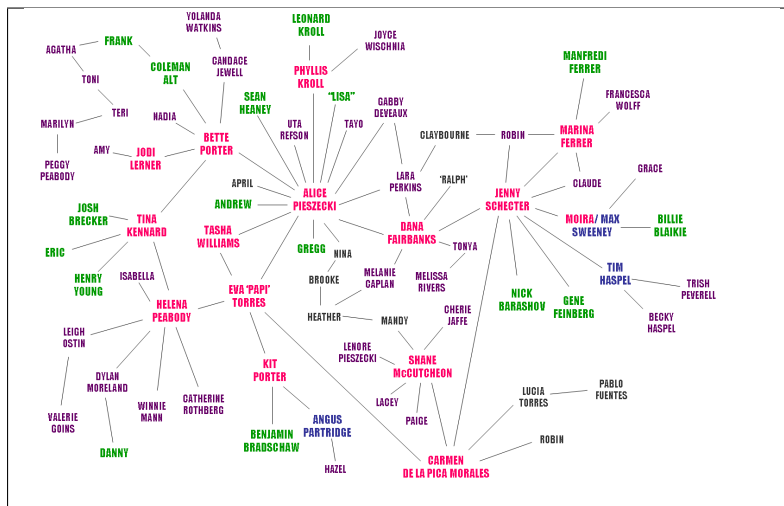 YOLANDA
WATKINS
LEONARD
KROLL
JOYCE
WISCHNIA
AGATHA
FRANK
COLEMAN
ALT
CANDACE
JEWELL
PHYLLIS
KROLL
MANFREDI
FERRER
TONI
SEAN
HEANEY
"LISA"
GABBY
DEVEAUX
FRANCESCA
WOLFF
MARILYN
TERI
NADIA
BETTE
PORTER
UTA
REFSON
TAYO
CLAYBOURNE
ROBIN
MARINA
FERRER
PEGGY
PEABODY
AMY
JODI
LERNER
LARA
PERKINS
'RALPH'
GRACE
APRIL
ALICE
PIESZECKI
JENNY
SCHECTER
CLAUDE
JOSH
BRECKER
TINA
KENNARD
ANDREW
DANA
FAIRBANKS
MOIRA/ MAX
SWEENEY
BILLIE
BLAIKIE
ERIC
TASHA
WILLIAMS
GREGG
NINA
TONYA
HENRY
YOUNG
ISABELLA
EVA 'PAPI'
TORRES
BROOKE
MELANIE
CAPLAN
MELISSA
RIVERS
TIM
HASPEL
TRISH
PEVERELL
HELENA
PEABODY
HEATHER
MANDY
CHERIE
JAFFE
NICK
BARASHOV
GENE
FEINBERG
BECKY
HASPEL
LEIGH
OSTIN
LENORE
PIESZECKI
SHANE
McCUTCHEON
DYLAN
MORELAND
KIT
PORTER
LUCIA
TORRES
PABLO
FUENTES
VALERIE
GOINS
WINNIE
MANN
CATHERINE
ROTHBERG
LACEY
PAIGE
DANNY
BENJAMIN
BRADSCHAW
ANGUS
PARTRIDGE
ROBIN
HAZEL
CARMEN
DE LA PICA MORALES